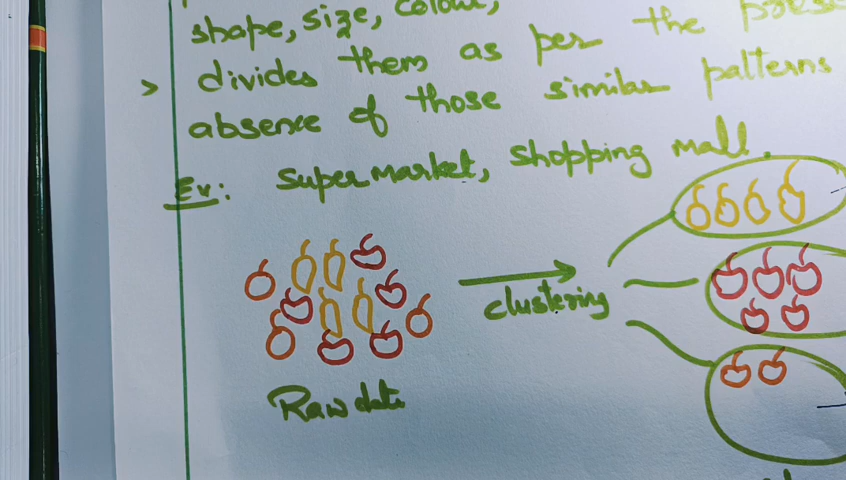 shape, size, colour,
> divides them as per the
absence of those similar patterns
Ex: Supermarket, shopping mall.
clustering
Raw data